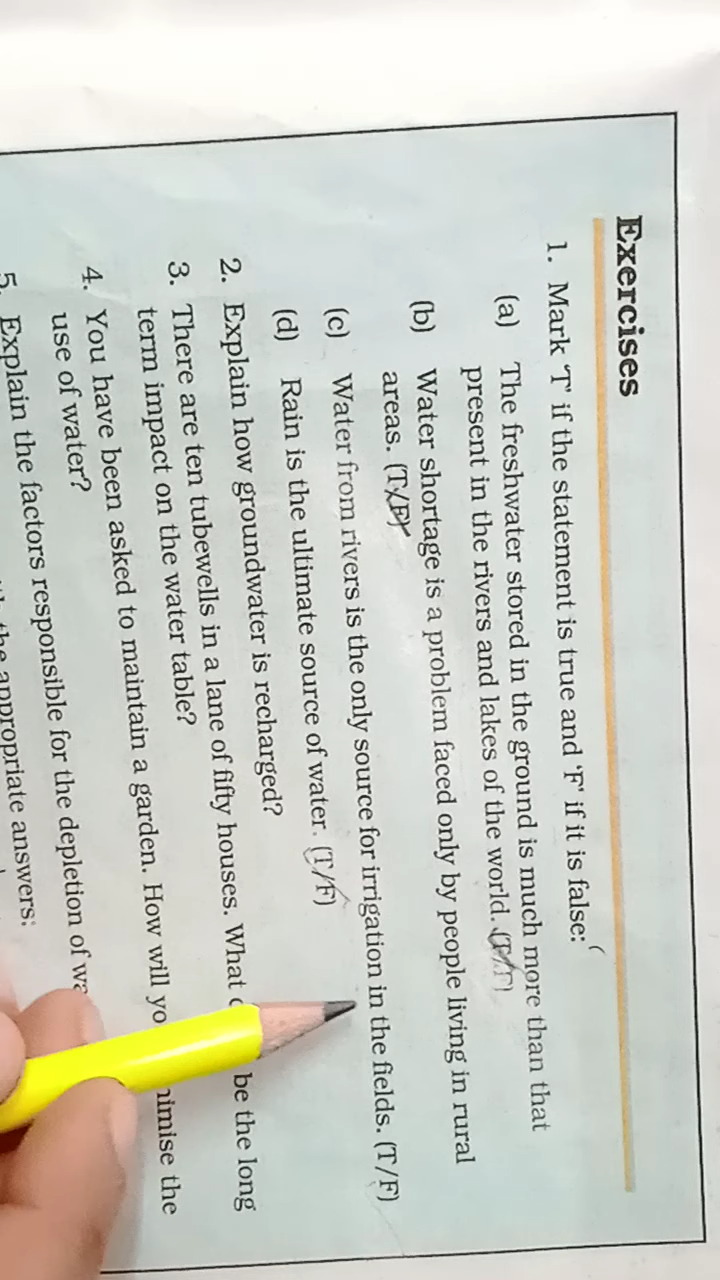 Exercises
1. Mark 'T' if the statement is true and 'F' if it is false:
(a) The freshwater stored in the ground is much more than that
present in the rivers and lakes of the world. (T/F)
(b) Water shortage is a problem faced only by people living in rural
areas. (T/F)
(c) Water from rivers is the only source for irrigation in the fields. (T/F)
(d) Rain is the ultimate source of water. (T/F)
2. Explain how groundwater is recharged?
3. There are ten tubewells in a lane of fifty houses. What be the long
term impact on the water table?
4. You have been asked to maintain a garden. How will the
use of water?
5. Explain the factors responsible for the depletion of
the appropriate answers: